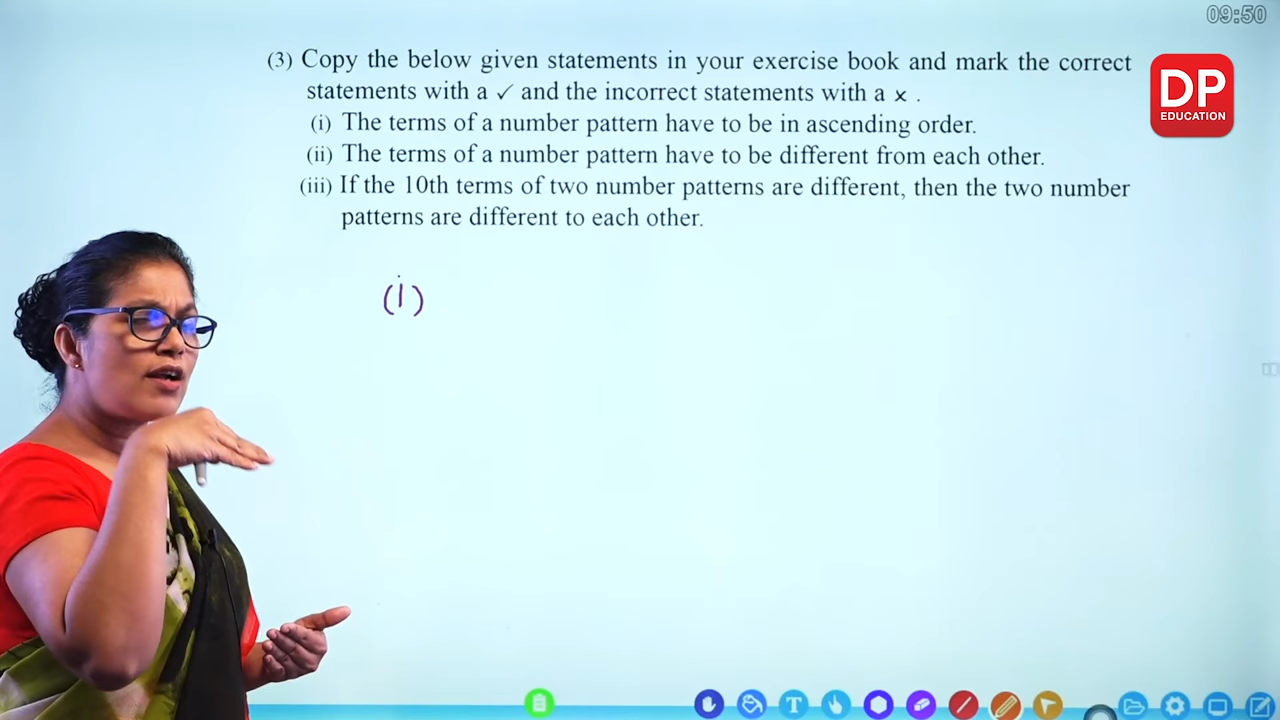 09:50
(3) Copy the below given statements in your exercise book and mark the correct
statements with a ✓ and the incorrect statements with a x .
(i) The terms of a number pattern have to be in ascending order.
(ii) The terms of a number pattern have to be different from each other.
(iii) If the 10th terms of two number patterns are different, then the two number
patterns are different to each other.
DP
EDUCATION
(i)
T